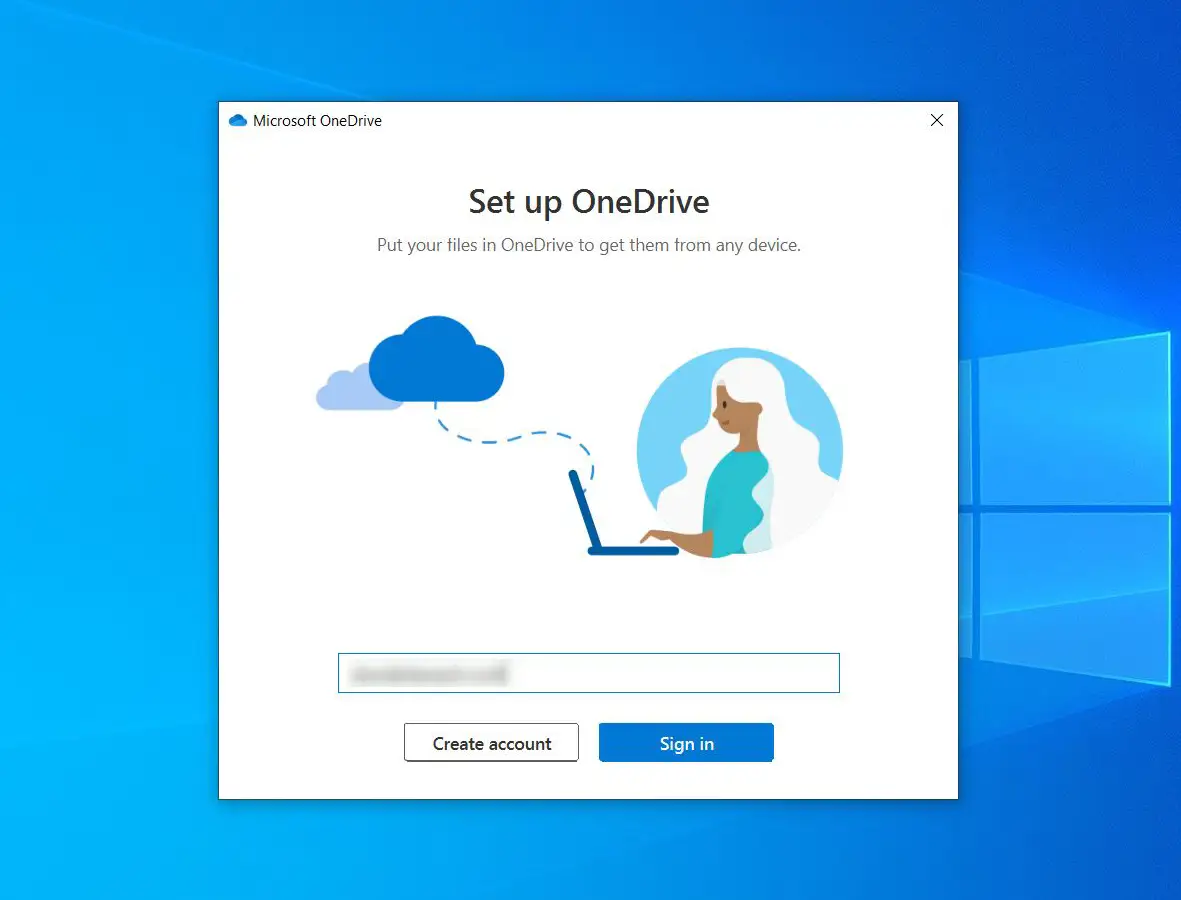 Microsoft OneDrive
Set up OneDrive
Put your files in OneDrive to get them from any device.
Create account
Sign in